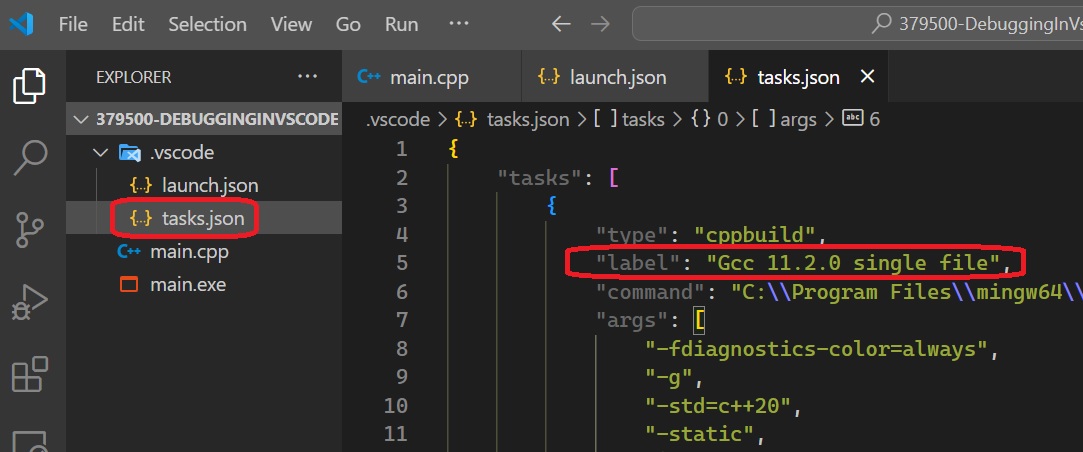 File Edit Selection View Go Run ··· ← → 379500-DebuggingInVs
EXPLORER ···
379500-DEBUGGINGINVSCODE
.vscode
{..} launch.json
{..} tasks.json
C++ main.cpp
main.exe
C++ main.cpp {..} launch.json {..} tasks.json ×
.vscode > {..} tasks.json > [ ] tasks > {} 0 > [ ] args > abc 6
1 {
2 "tasks": [
3 {
4 "type": "cppbuild",
5 "label": "Gcc 11.2.0 single file",
6 "command": "C:\\Program Files\\mingw64\\
7 "args": [
8 "-fdiagnostics-color=always",
9 "-g",
10 "-std=c++20",
11 "-static",